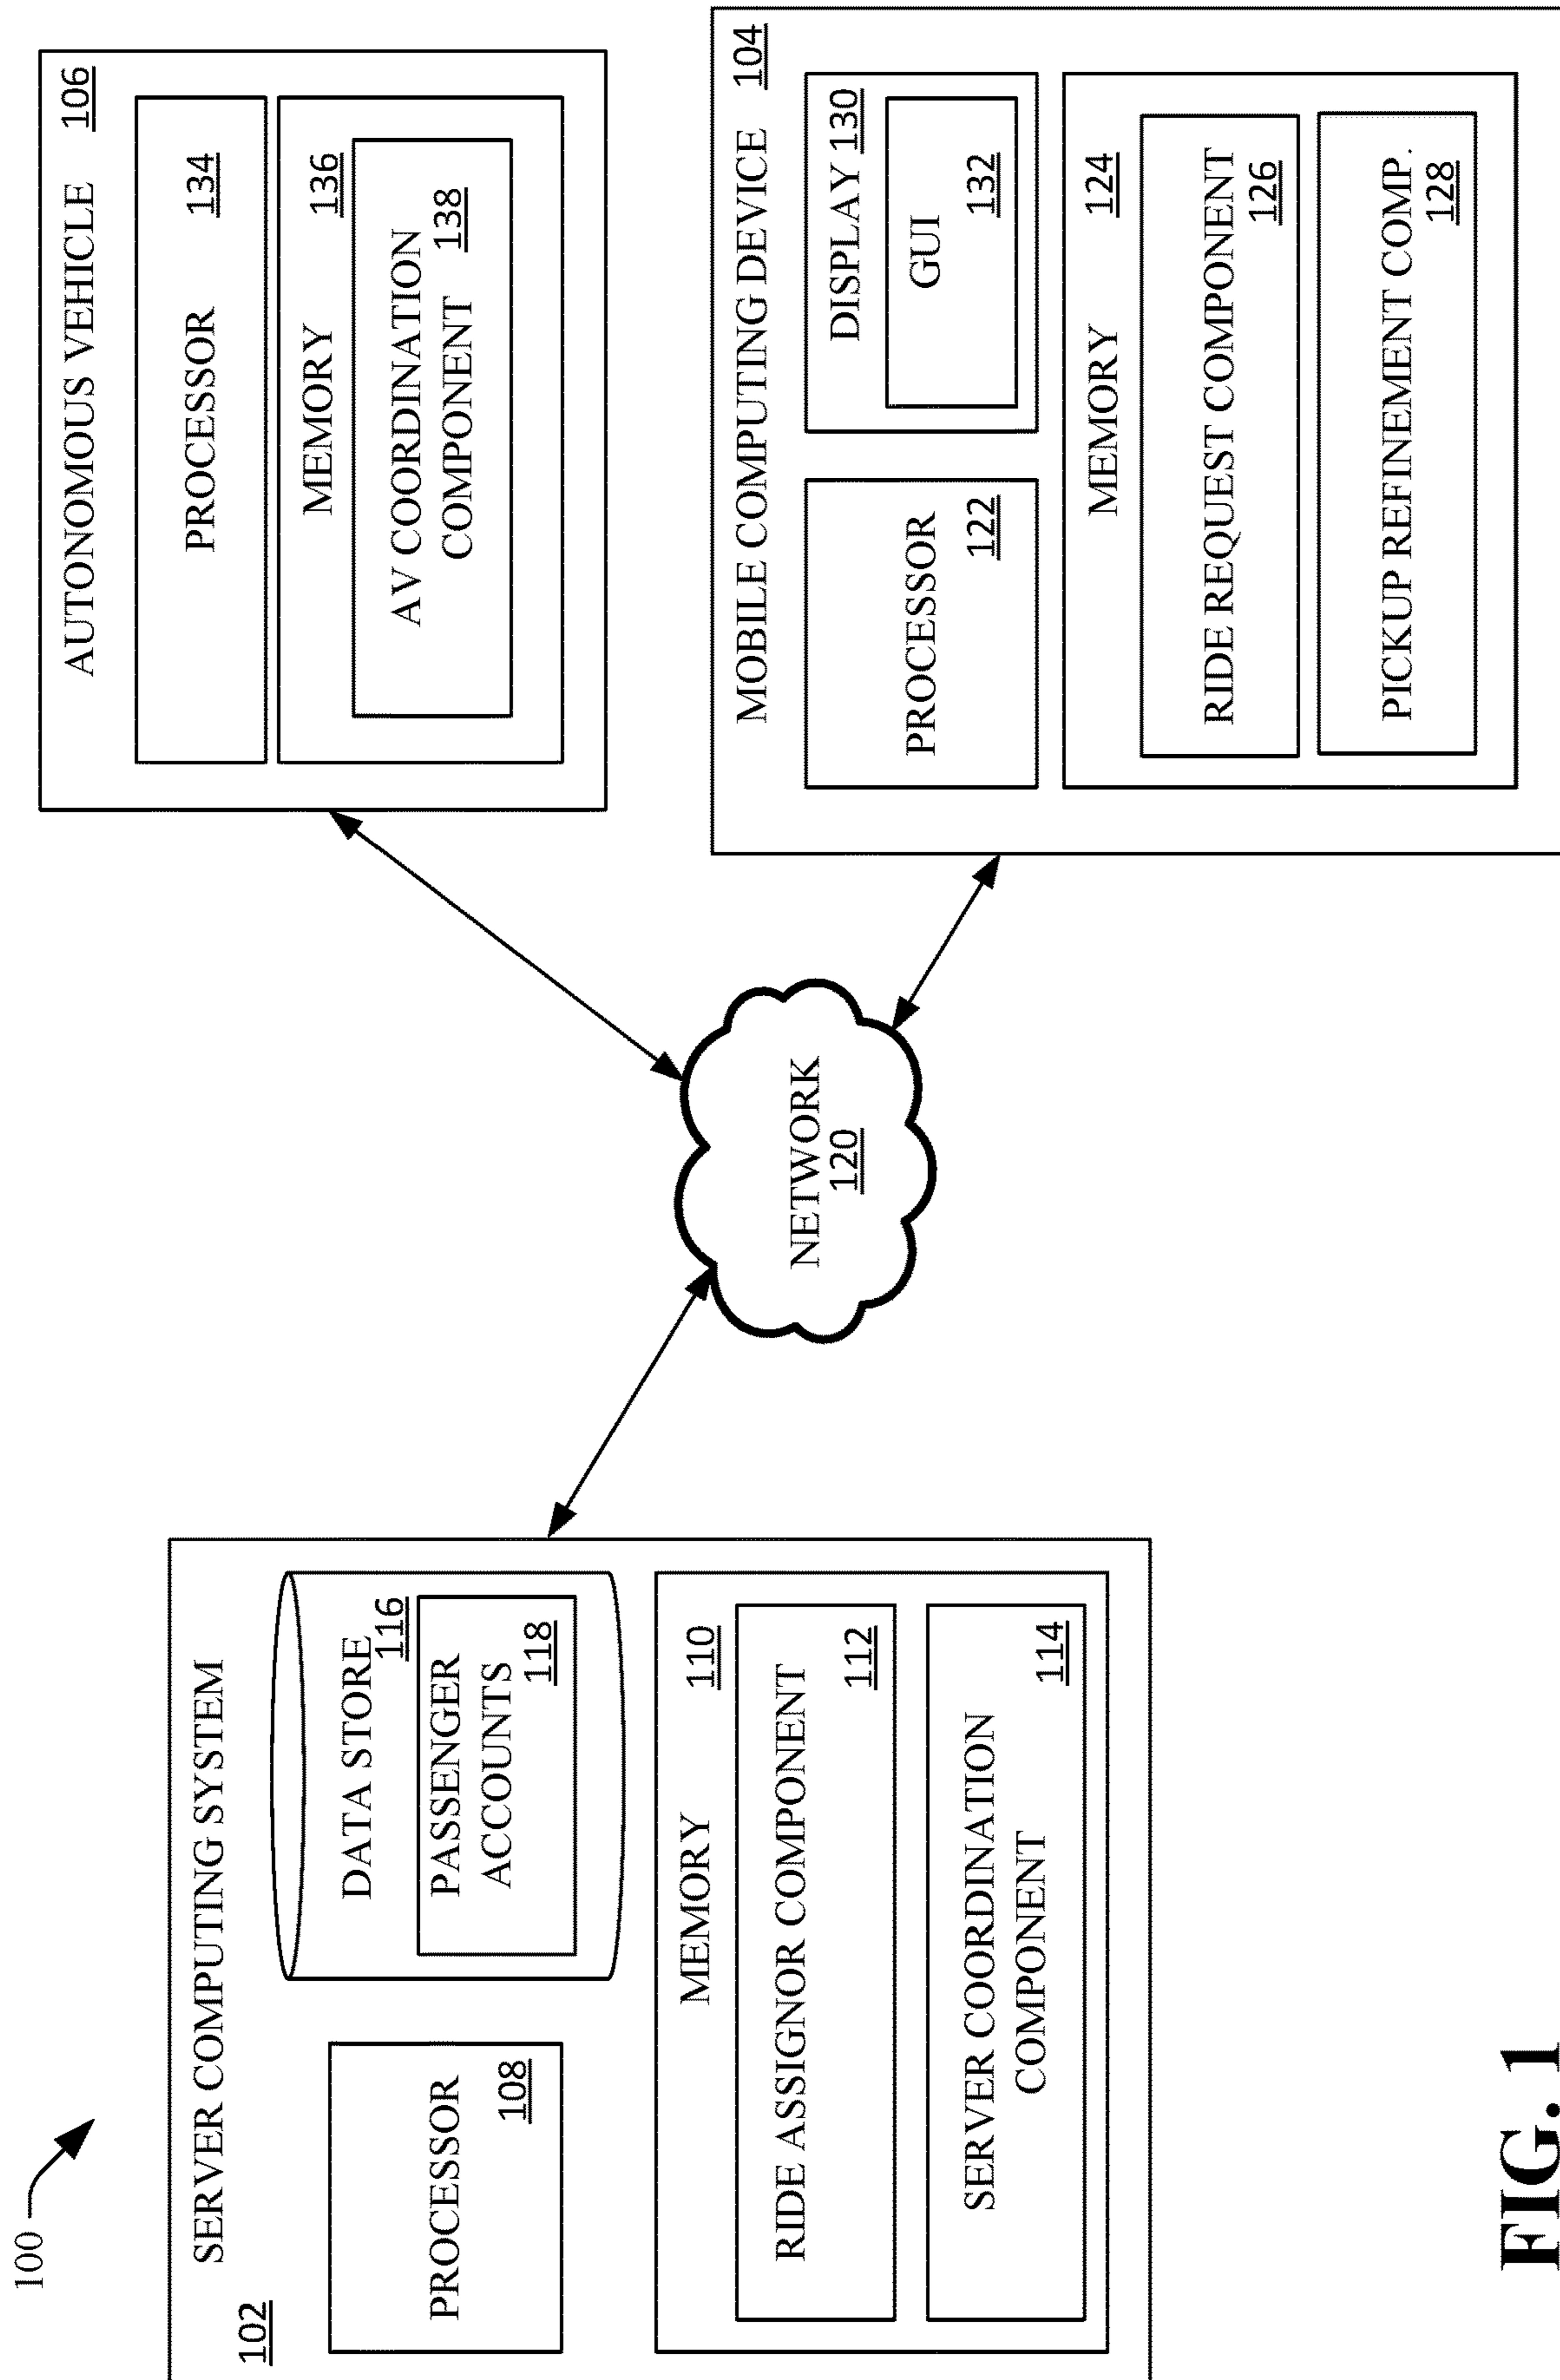 100
SERVER COMPUTING SYSTEM
102
PROCESSOR
108
DATA STORE
116
PASSENGER
ACCOUNTS
118
MEMORY
110
RIDE ASSIGNOR COMPONENT
112
SERVER COORDINATION
COMPONENT
114
NETWORK
120
AUTONOMOUS VEHICLE 106
PROCESSOR
134
MEMORY
136
AV COORDINATION
COMPONENT
138
MOBILE COMPUTING DEVICE 104
PROCESSOR
122
DISPLAY 130
GUI
132
MEMORY
124
RIDE REQUEST COMPONENT
126
PICKUP REFINEMENT COMP.
128
FIG. 1